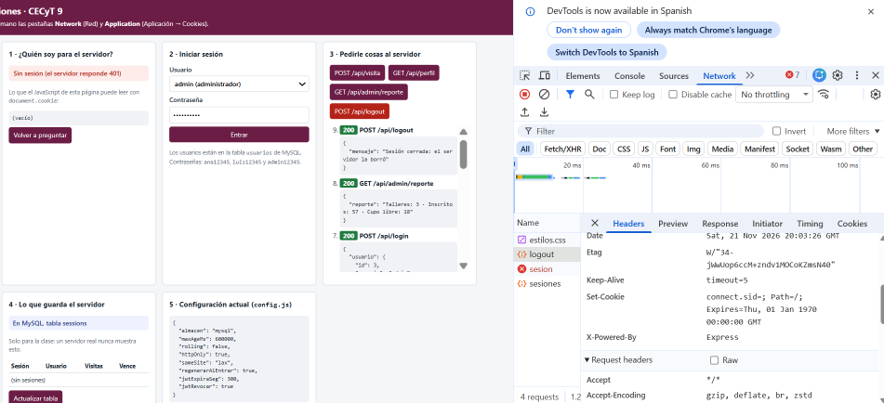 iones · CECyT 9
mano las pestañas Network (Red) y Application (Aplicación → Cookies).
1 · ¿Quién soy para el servidor?
Sin sesión (el servidor responde 401)
Lo que el JavaScript de esta página puede leer con
document.cookie:
(vacío)
Volver a preguntar
2 · Iniciar sesión
Usuario
admin (administrador)
Contraseña
••••••••••
Entrar
Los usuarios están en la tabla usuarios de MySQL.
Contraseñas: ana12345, luis12345 y admin12345.
3 · Pedirle cosas al servidor
POST /api/visita
GET /api/perfil
GET /api/admin/reporte
POST /api/logout
9. 200 POST /api/logout
{
"mensaje": "Sesión cerrada: el ser
vidor la borró"
}
8. 200 GET /api/admin/reporte
{
"reporte": "Talleres: 3 · Inscrito
s: 57 · Cupo libre: 18"
}
7. 200 POST /api/login
{
"usuario": {
"id": 3,
4 · Lo que guarda el servidor
En MySQL, tabla sessions
Solo para la clase: un servidor real nunca muestra
esto.
Sesión Usuario Visitas Vence
(sin sesiones)
Actualizar tabla
5 · Configuración actual (config.js)
{
"almacen": "mysql",
"maxAgeMs": 600000,
"rolling": false,
"httpOnly": true,
"sameSite": "lax",
"regenerarAlEntrar": true,
"jwtExpiraSeg": 300,
"jwtRevocar": true
}
DevTools is now available in Spanish
Don't show again
Always match Chrome's language
Switch DevTools to Spanish
Elements Console Sources Network 7
Keep log Disable cache No throttling
Filter Invert More filters
All Fetch/XHR Doc CSS JS Font Img Media Manifest Socket Wasm Other
20 ms 40 ms 60 ms 80 ms 100 ms
Name
estilos.css
logout
sesion
sesiones
4 requests 1.2
Headers Preview Response Initiator Timing Cookies
Date Sat, 21 Nov 2026 20:03:26 GMT
Etag W/"34-
jWwUop6ccM+zndv1MOCoKZmsN40"
Keep-Alive timeout=5
Set-Cookie connect.sid=; Path=/;
Expires=Thu, 01 Jan 1970
00:00:00 GMT
X-Powered-By Express
Request headers Raw
Accept */*
Accept-Encoding gzip, deflate, br, zstd